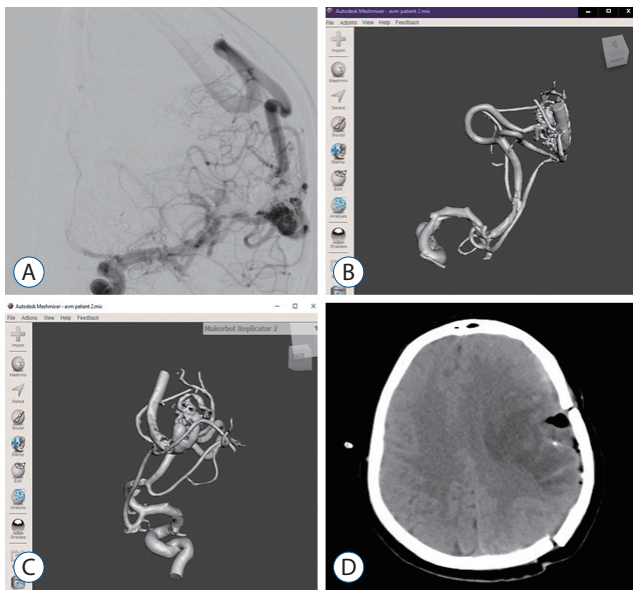 A
Autodesk Meshmixer - avm patient 2.mix
File Actions View Help Feedback
Import
Meshmix
Select
Sculpt
Stamp
Edit
Analysis
Shaders
B
Autodesk Meshmixer - avm patient 2.mix
File Actions View Help Feedback
Makerbot Replicator 2
Import
Meshmix
Select
Sculpt
Stamp
Edit
Analysis
Shaders
C
D